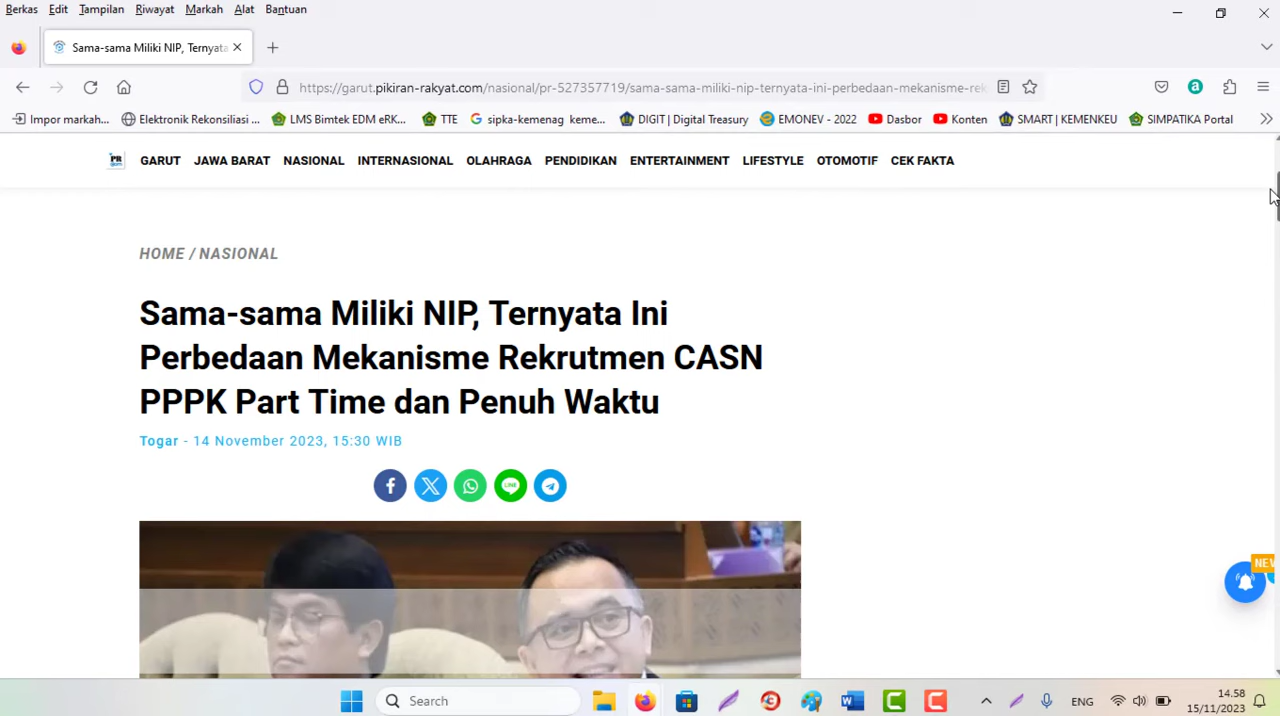 Berkas Edit Tampilan Riwayat Markah Alat Bantuan
Sama-sama Miliki NIP, Ternyata
https://garut.pikiran-rakyat.com/nasional/pr-527357719/sama-sama-miliki-nip-ternyata-ini-perbedaan-mekanisme-rek
Impor markah... Elektronik Rekonsiliasi ... LMS Bimtek EDM eRK... TTE sipka-kemenag keme... DIGIT | Digital Treasury EMONEV - 2022 Dasbor Konten SMART | KEMENKEU SIMPATIKA Portal
PR GARUT JAWA BARAT NASIONAL INTERNASIONAL OLAHRAGA PENDIDIKAN ENTERTAINMENT LIFESTYLE OTOMOTIF CEK FAKTA
HOME / NASIONAL
Sama-sama Miliki NIP, Ternyata Ini
Perbedaan Mekanisme Rekrutmen CASN
PPPK Part Time dan Penuh Waktu
Togar - 14 November 2023, 15:30 WIB
LINE
NEW
Search
ENG
14.58
15/11/2023